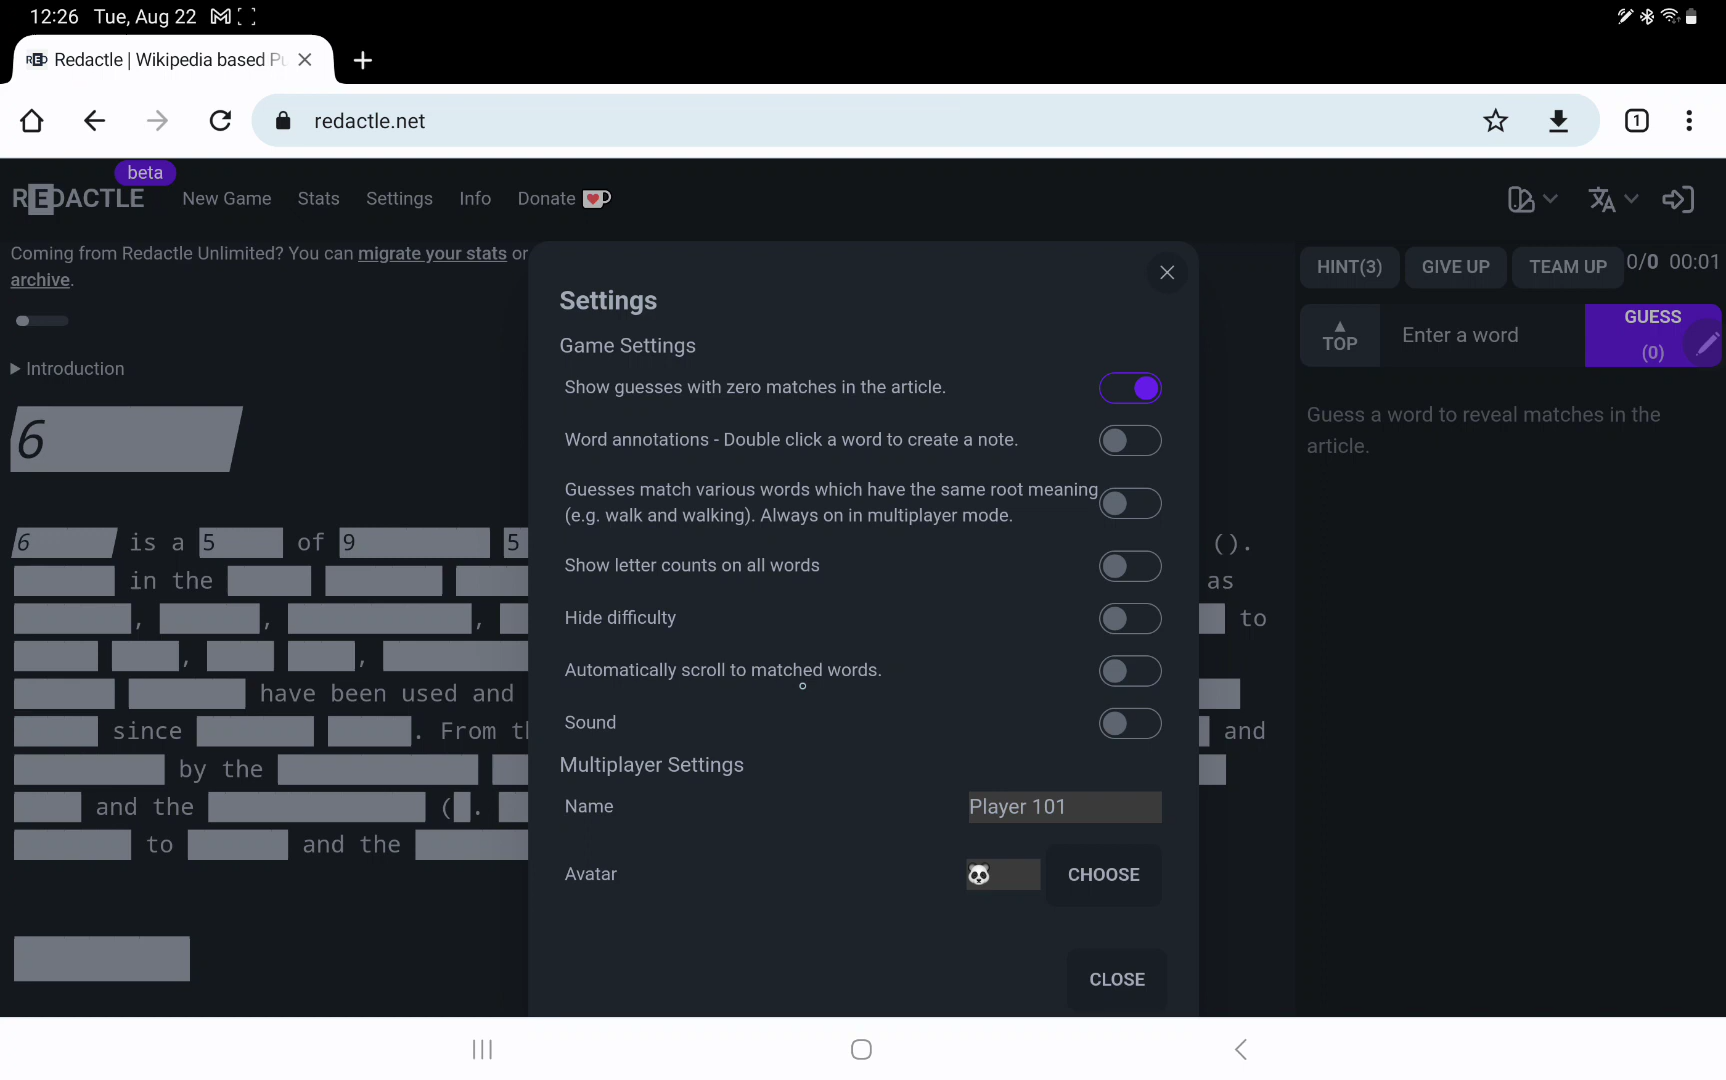 12:26 Tue, Aug 22
RED Redactle | Wikipedia based Pu
redactle.net
1
beta
REDACTLE New Game Stats Settings Info Donate
Coming from Redactle Unlimited? You can migrate your stats or
archive.
Introduction
6
6 is a 5 of 9 5 ().
in the as
, , , to
, ,
have been used and
since . From th and
by the
and the ( .
to and the
Settings
Game Settings
Show guesses with zero matches in the article.
Word annotations - Double click a word to create a note.
Guesses match various words which have the same root meaning
(e.g. walk and walking). Always on in multiplayer mode.
Show letter counts on all words
Hide difficulty
Automatically scroll to matched words.
Sound
Multiplayer Settings
Name Player 101
Avatar CHOOSE
CLOSE
HINT(3) GIVE UP TEAM UP 0/0 00:01
TOP Enter a word GUESS
(0)
Guess a word to reveal matches in the
article.